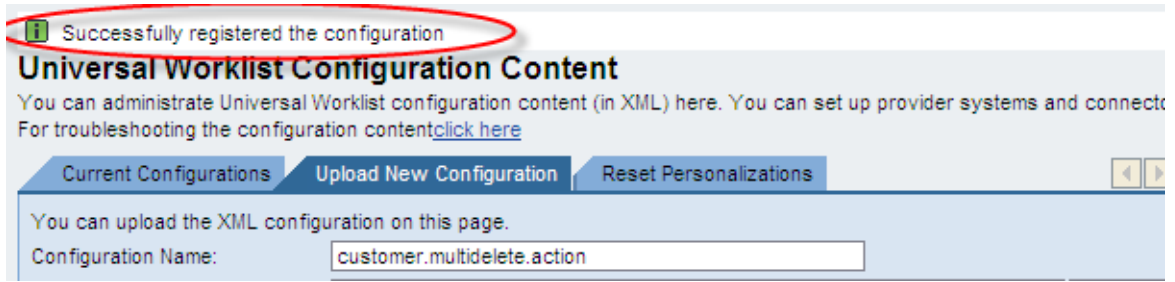 Successfully registered the configuration
Universal Worklist Configuration Content
You can administrate Universal Worklist configuration content (in XML) here. You can set up provider systems and connecto
For troubleshooting the configuration contentclick here
Current Configurations Upload New Configuration Reset Personalizations
You can upload the XML configuration on this page.
Configuration Name: customer.multidelete.action